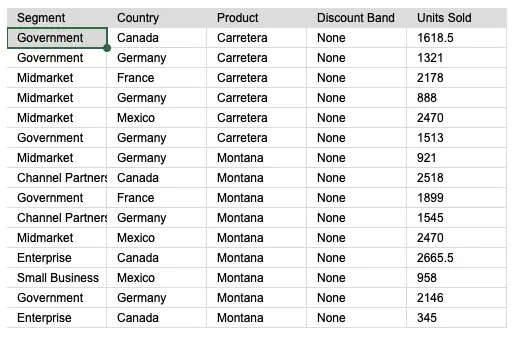 Segment Country Product Discount Band Units Sold
Government Canada Carretera None 1618.5
Government Germany Carretera None 1321
Midmarket France Carretera None 2178
Midmarket Germany Carretera None 888
Midmarket Mexico Carretera None 2470
Government Germany Carretera None 1513
Midmarket Germany Montana None 921
Channel Partners Canada Montana None 2518
Government France Montana None 1899
Channel Partners Germany Montana None 1545
Midmarket Mexico Montana None 2470
Enterprise Canada Montana None 2665.5
Small Business Mexico Montana None 958
Government Germany Montana None 2146
Enterprise Canada Montana None 345